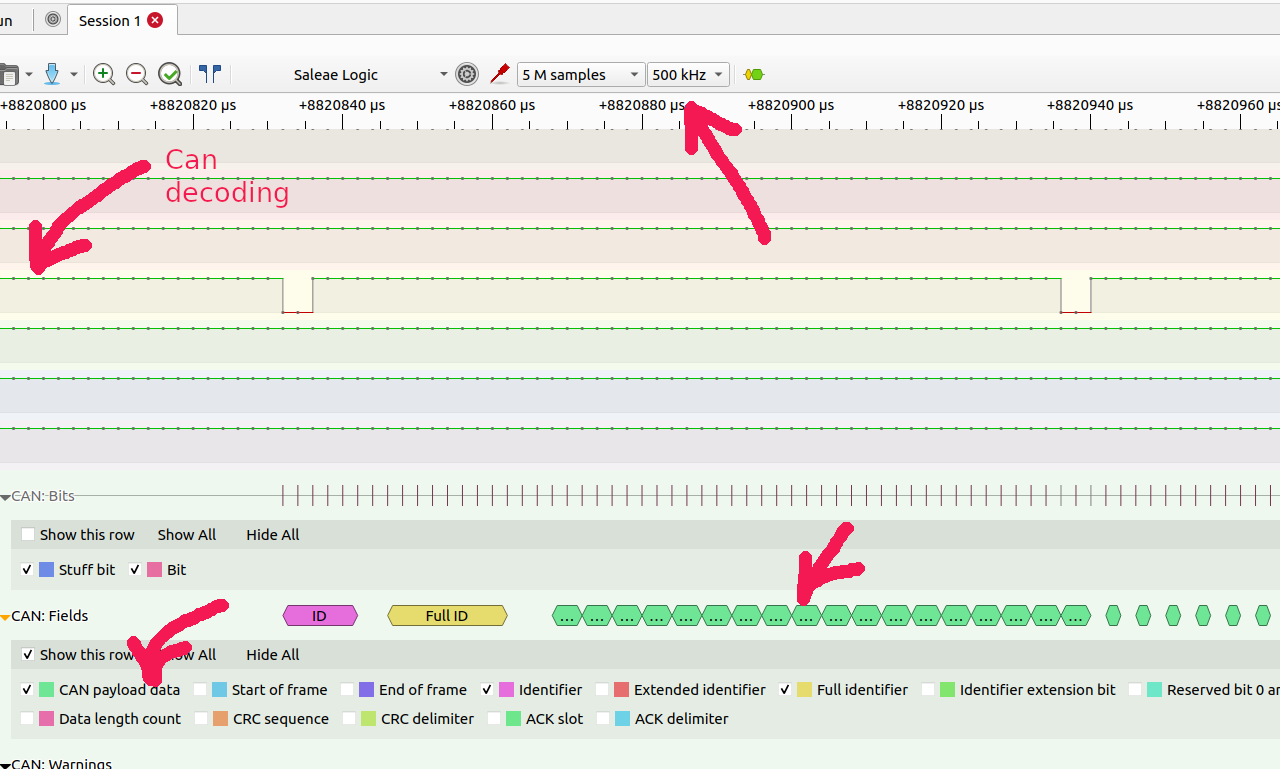 un
Session 1
Saleae Logic
5 M samples
500 kHz
+8820800 µs +8820820 µs +8820840 µs +8820860 µs +8820880 µs +8820900 µs +8820920 µs +8820940 µs +8820960 µs
Can
decoding
CAN: Bits
Show this row Show All Hide All
Stuff bit Bit
CAN: Fields
ID Full ID ... ... ... ... ... ... ... ... ... ... ... ... ... ... ... ... ... ...
Show this row Show All Hide All
CAN payload data Start of frame End of frame Identifier Extended identifier Full identifier Identifier extension bit Reserved bit 0 an
Data length count CRC sequence CRC delimiter ACK slot ACK delimiter
CAN: Warnings